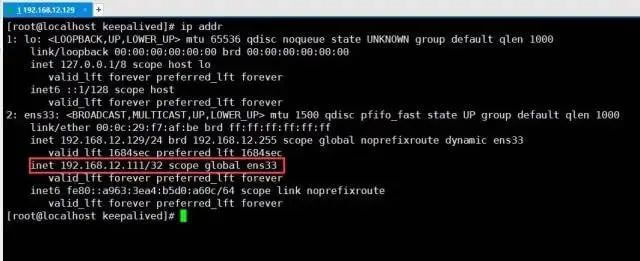 1 192.168.12.129
[root@localhost keepalived]# ip addr
1: lo: <LOOPBACK,UP,LOWER_UP> mtu 65536 qdisc noqueue state UNKNOWN group default qlen 1000
link/loopback 00:00:00:00:00:00 brd 00:00:00:00:00:00
inet 127.0.0.1/8 scope host lo
valid_lft forever preferred_lft forever
inet6 ::1/128 scope host
valid_lft forever preferred_lft forever
2: ens33: <BROADCAST,MULTICAST,UP,LOWER_UP> mtu 1500 qdisc pfifo_fast state UP group default qlen 1000
link/ether 00:0c:29:f7:af:be brd ff:ff:ff:ff:ff:ff
inet 192.168.12.129/24 brd 192.168.12.255 scope global noprefixroute dynamic ens33
valid_lft 1684sec preferred_lft 1684sec
inet 192.168.12.111/32 scope global ens33
valid_lft forever preferred_lft forever
inet6 fe80::a963:3ea4:b5d0:a60c/64 scope link noprefixroute
valid_lft forever preferred_lft forever
[root@localhost keepalived]#